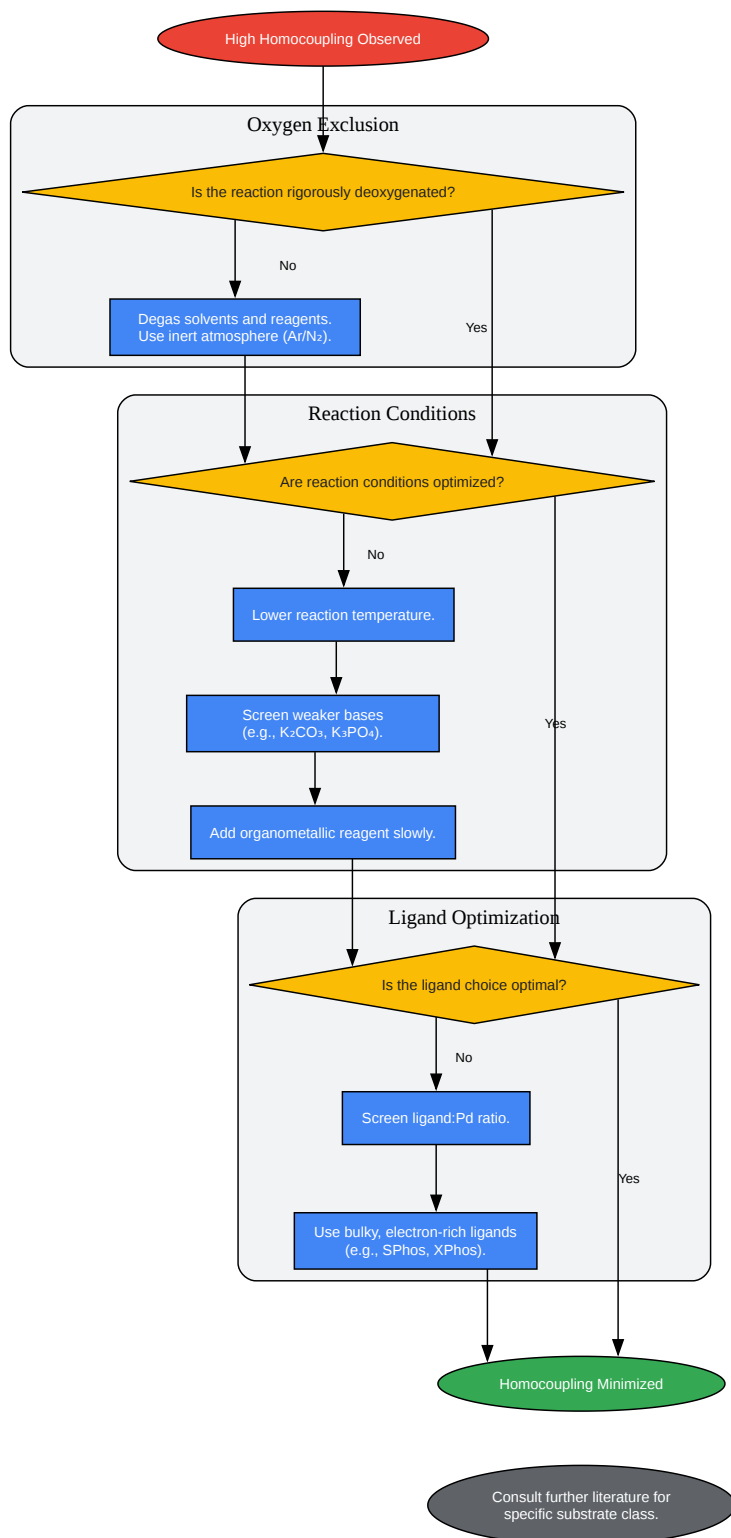 High Homocoupling Observed
Oxygen Exclusion
Is the reaction rigorously deoxygenated?
No
Degas solvents and reagents.
Use inert atmosphere (Ar/N₂).
Yes
Reaction Conditions
Are reaction conditions optimized?
No
Lower reaction temperature.
Screen weaker bases
(e.g., K₂CO₃, K₃PO₄).
Yes
Add organometallic reagent slowly.
Ligand Optimization
Is the ligand choice optimal?
No
Screen ligand:Pd ratio.
Yes
Use bulky, electron-rich ligands
(e.g., SPhos, XPhos).
Homocoupling Minimized
Consult further literature for
specific substrate class.